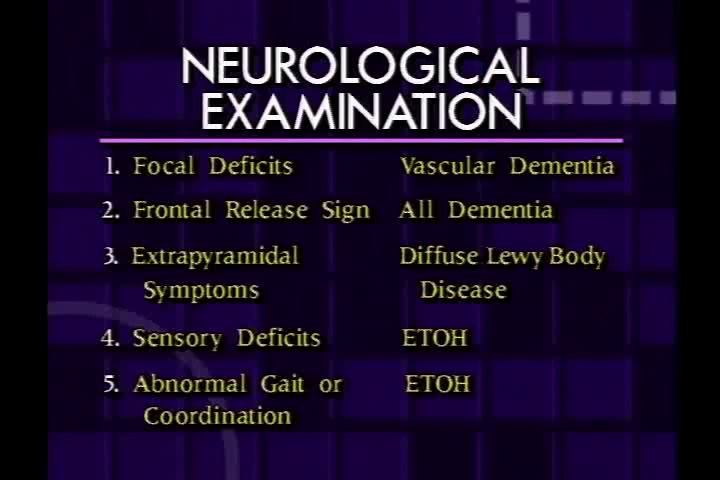 NEUROLOGICAL
EXAMINATION
1. Focal Deficits Vascular Dementia
2. Frontal Release Sign All Dementia
3. Extrapyramidal Diffuse Lewy Body
Symptoms Disease
4. Sensory Deficits ETOH
5. Abnormal Gait or ETOH
Coordination